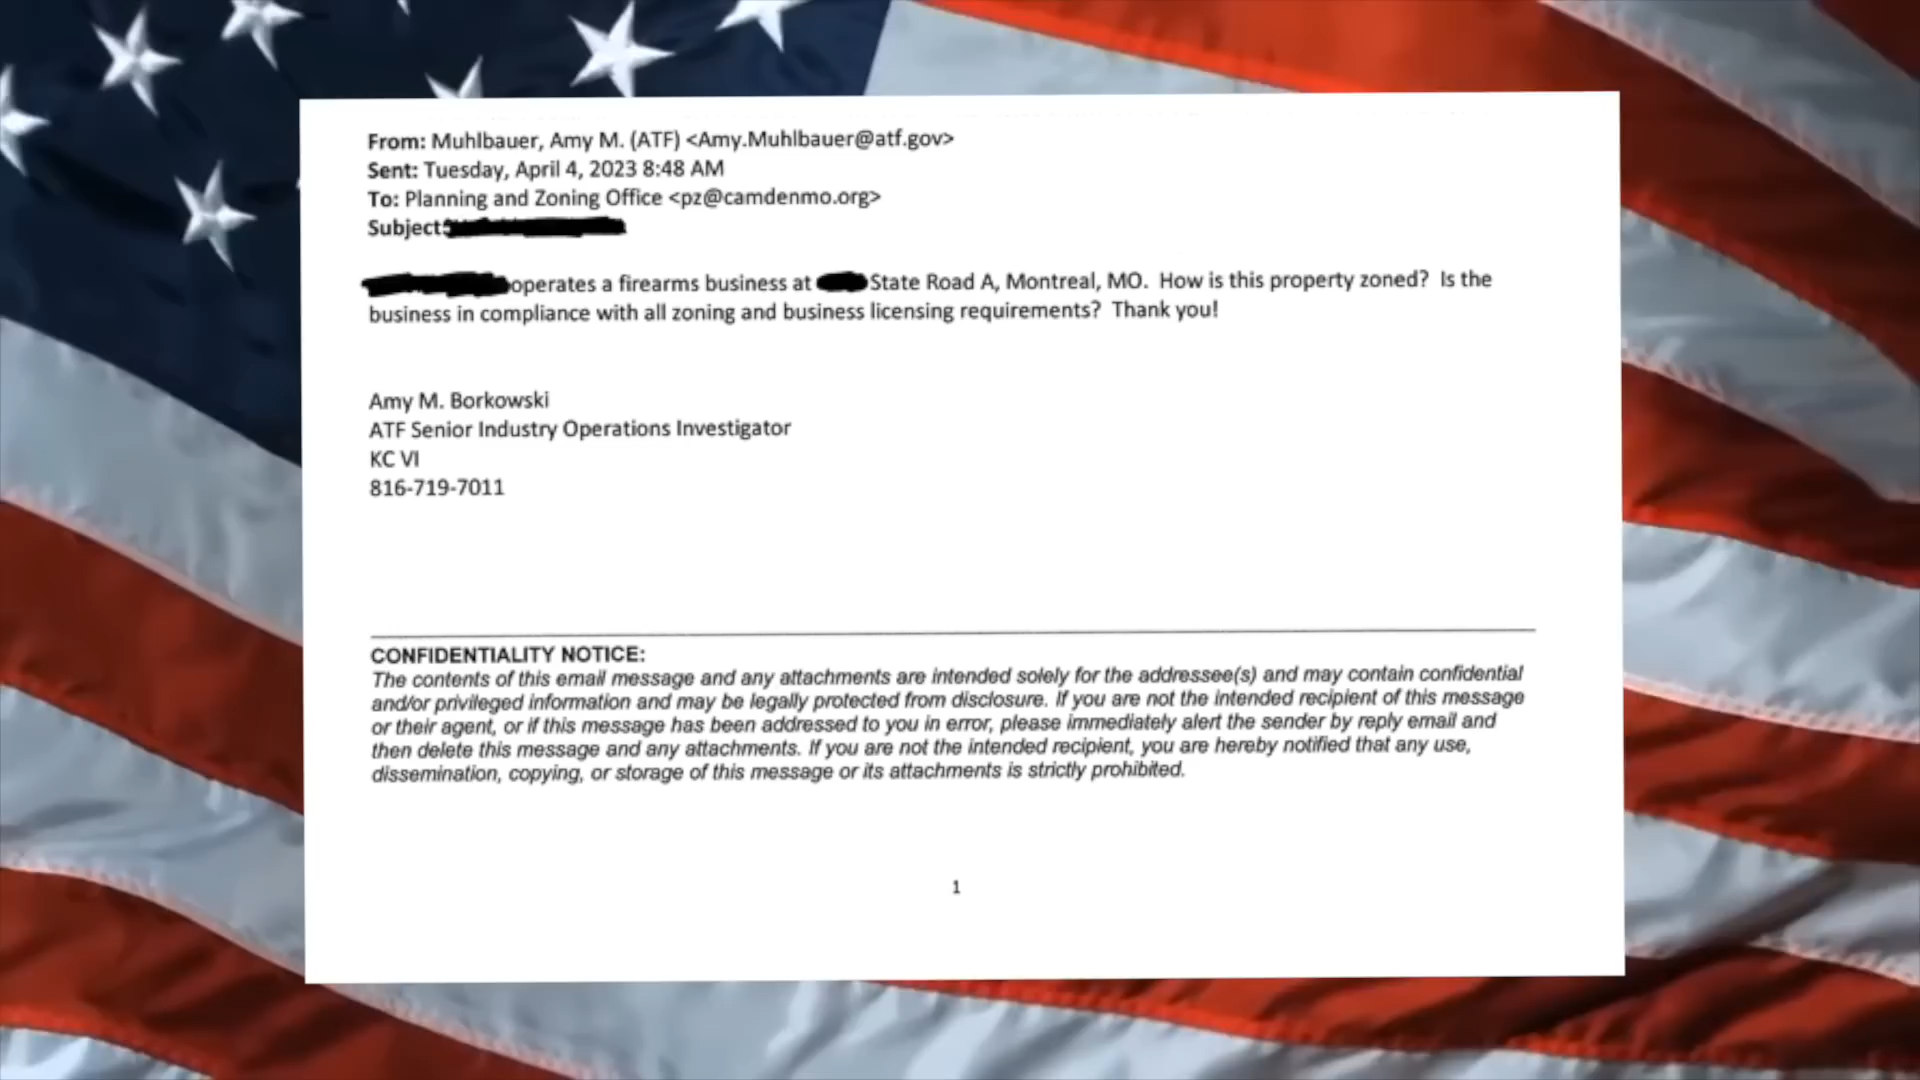 From: Muhlbauer, Amy M. (ATF) <Amy.Muhlbauer@atf.gov>
Sent: Tuesday, April 4, 2023 8:48 AM
To: Planning and Zoning Office <pz@camdenmo.org>
Subject:
operates a firearms business at State Road A, Montreal, MO. How is this property zoned? Is the
business in compliance with all zoning and business licensing requirements? Thank you!
Amy M. Borkowski
ATF Senior Industry Operations Investigator
KC VI
816-719-7011
CONFIDENTIALITY NOTICE:
The contents of this email message and any attachments are intended solely for the addressee(s) and may contain confidential
and/or privileged information and may be legally protected from disclosure. If you are not the intended recipient of this message
or their agent, or if this message has been addressed to you in error, please immediately alert the sender by reply email and
then delete this message and any attachments. If you are not the intended recipient, you are hereby notified that any use,
dissemination, copying, or storage of this message or its attachments is strictly prohibited.
1